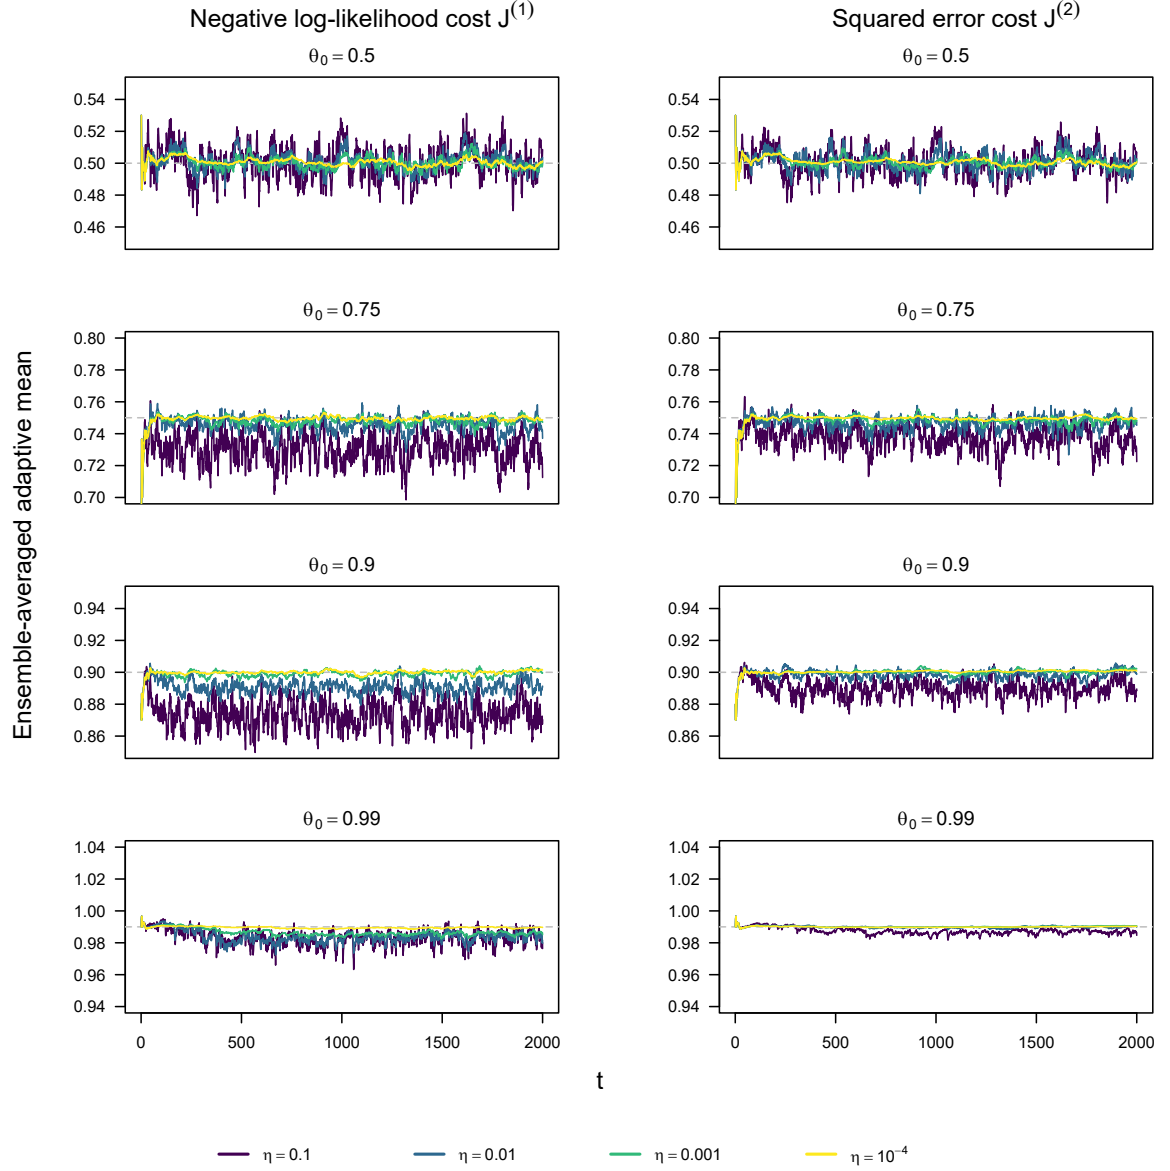 Negative log-likelihood cost J(1)
Squared error cost J(2)
θ0 = 0.5
θ0 = 0.5
0.54
0.52
0.50
0.48
0.46
0.54
0.52
0.50
0.48
0.46
θ0 = 0.75
θ0 = 0.75
0.80
0.78
0.76
0.74
0.72
0.70
0.80
0.78
0.76
0.74
0.72
0.70
Ensemble-averaged adaptive mean
θ0 = 0.9
θ0 = 0.9
0.94
0.92
0.90
0.88
0.86
0.94
0.92
0.90
0.88
0.86
θ0 = 0.99
θ0 = 0.99
1.04
1.02
1.00
0.98
0.96
0.94
1.04
1.02
1.00
0.98
0.96
0.94
0 500 1000 1500 2000
0 500 1000 1500 2000
t
η = 0.1 η = 0.01 η = 0.001 η = 10−4